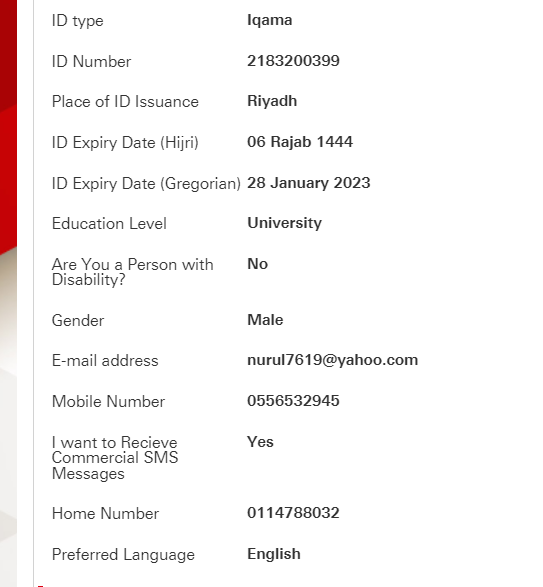 ID type Iqama
ID Number 2183200399
Place of ID Issuance Riyadh
ID Expiry Date (Hijri) 06 Rajab 1444
ID Expiry Date (Gregorian) 28 January 2023
Education Level University
Are You a Person with No
Disability?
Gender Male
E-mail address nurul7619@yahoo.com
Mobile Number 0556532945
I want to Recieve Yes
Commercial SMS
Messages
Home Number 0114788032
Preferred Language English